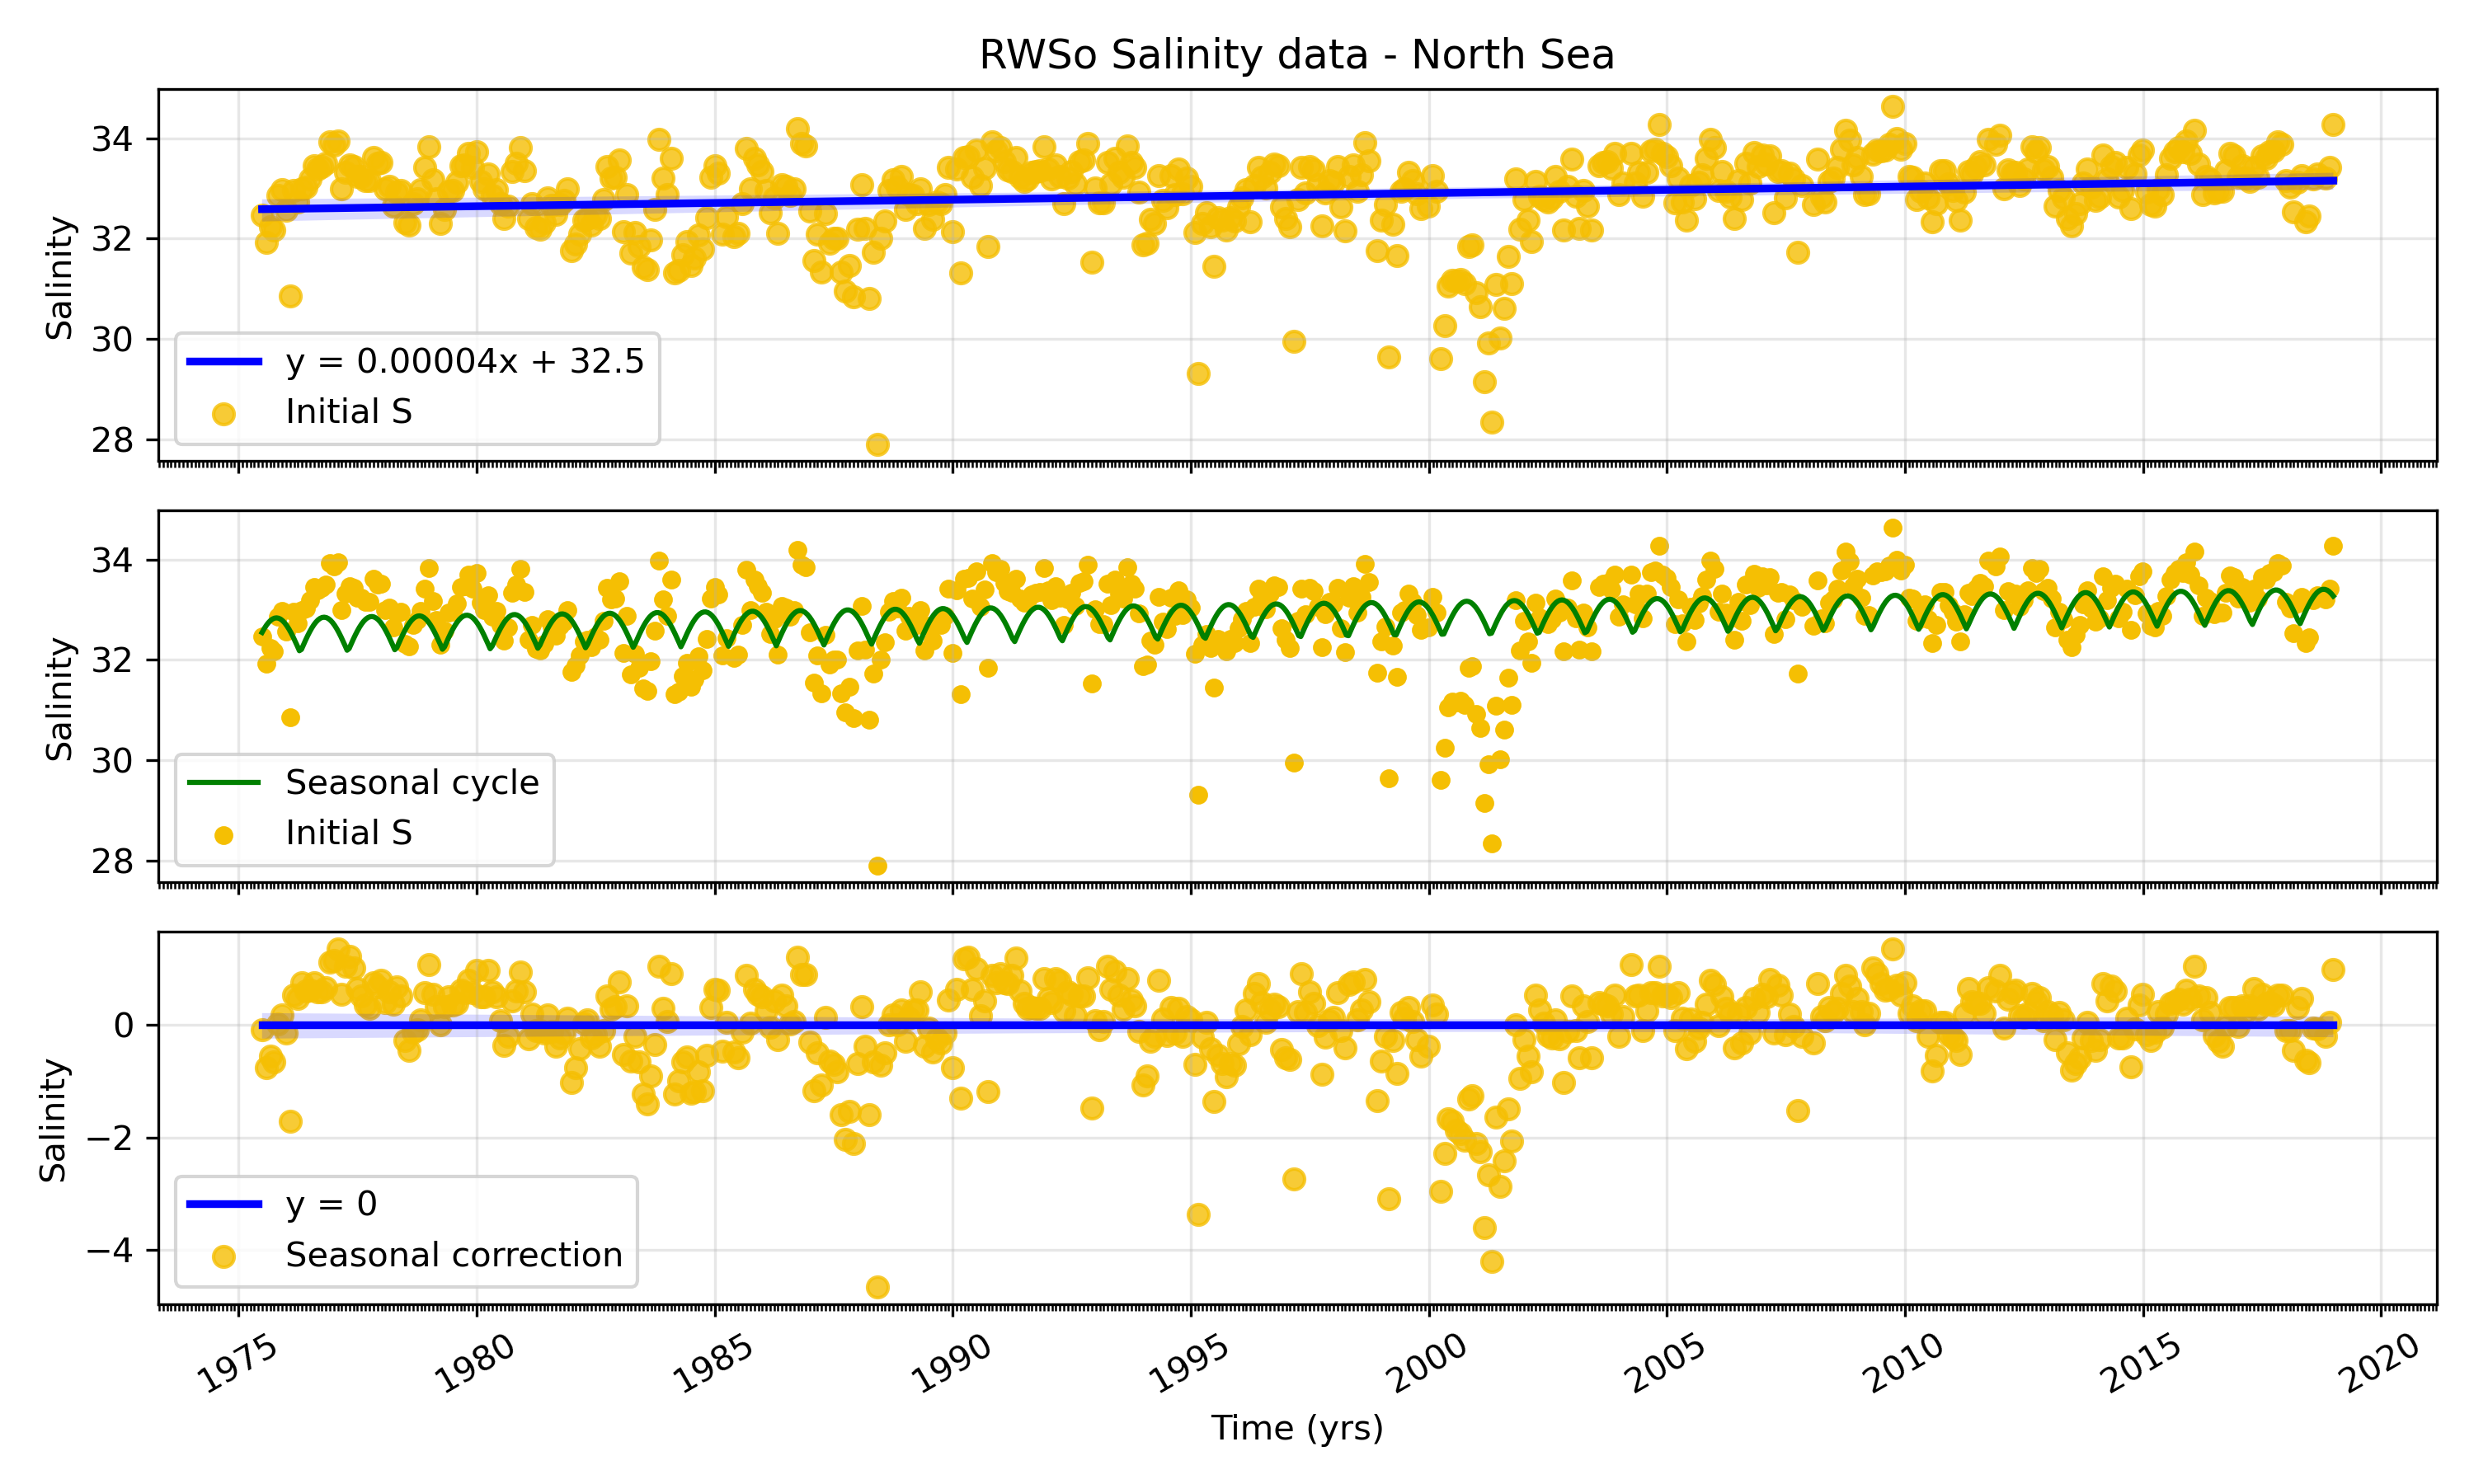 RWSo Salinity data - North Sea
34
32
30
28
Salinity
y = 0.00004x + 32.5
Initial S
34
32
30
28
Salinity
Seasonal cycle
Initial S
0
−2
−4
Salinity
y = 0
Seasonal correction
1975 1980 1985 1990 1995 2000 2005 2010 2015 2020
Time (yrs)